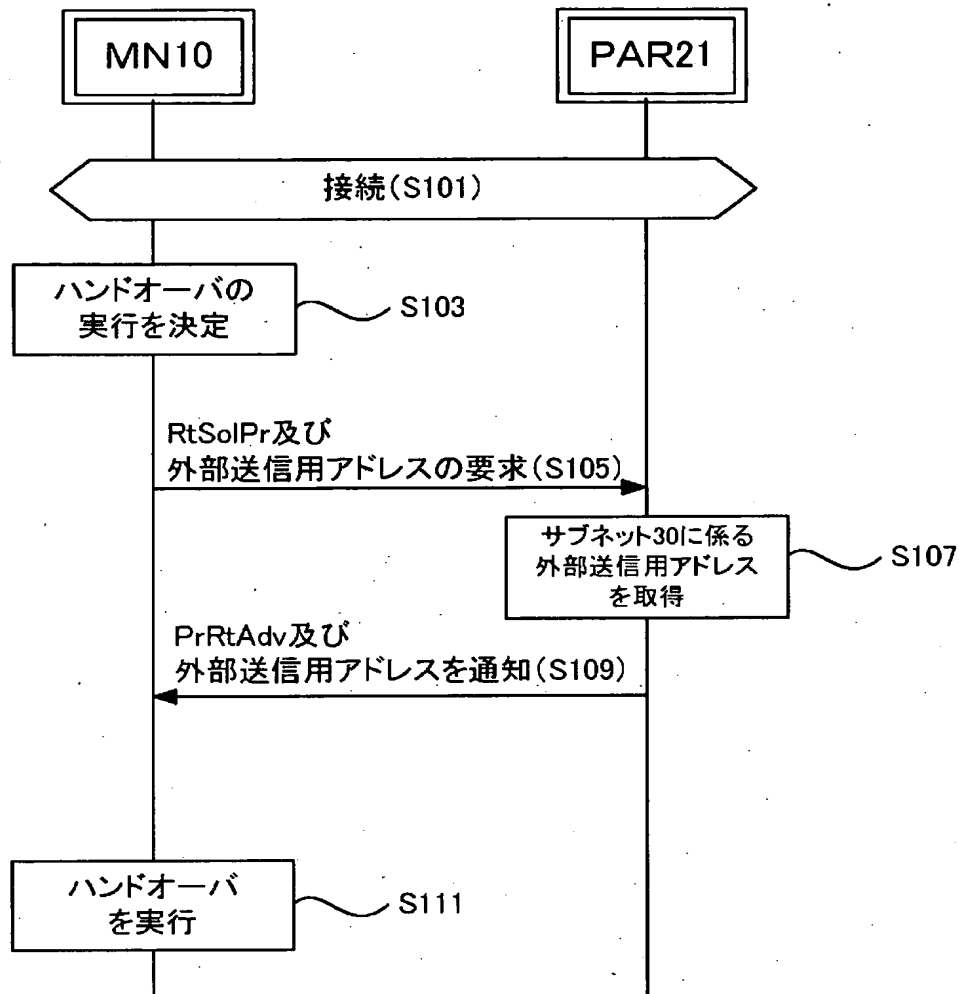 MN10
PAR21
接続(S101)
ハンドオーバの
実行を決定
S103
RtSolPr及び
外部送信用アドレスの要求(S105)
サブネット30に係る
外部送信用アドレス
を取得
S107
PrRtAdv及び
外部送信用アドレスを通知(S109)
ハンドオーバ
を実行
S111